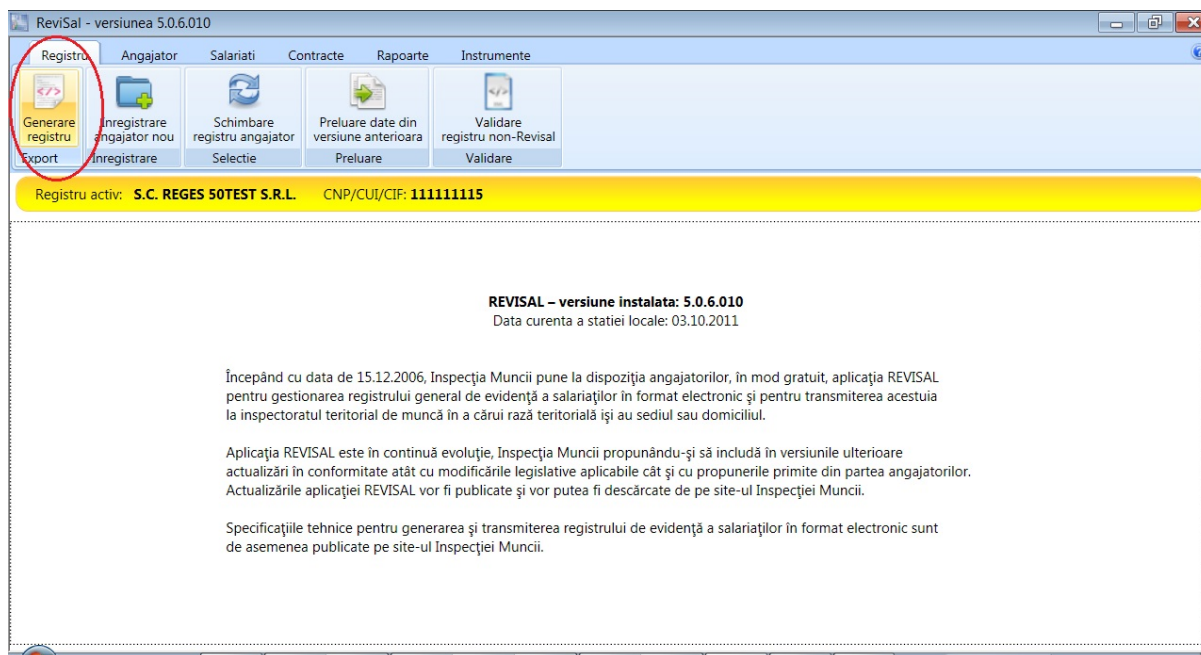 ReviSal - versiunea 5.0.6.010
Registru Angajator Salariati Contracte Rapoarte Instrumente
Generare registru
Inregistrare angajator nou
Schimbare registru angajator
Preluare date din versiune anterioara
Validare registru non-Revisal
Export Inregistrare Selectie Preluare Validare
Registru activ: S.C. REGES 50TEST S.R.L. CNP/CUI/CIF: 111111115
REVISAL – versiune instalata: 5.0.6.010
Data curenta a statiei locale: 03.10.2011
Începând cu data de 15.12.2006, Inspecţia Muncii pune la dispoziţia angajatorilor, în mod gratuit, aplicaţia REVISAL
pentru gestionarea registrului general de evidenţă a salariaţilor în format electronic şi pentru transmiterea acestuia
la inspectoratul teritorial de muncă în a cărui rază teritorială işi au sediul sau domiciliul.
Aplicaţia REVISAL este în continuă evoluţie, Inspecţia Muncii propunându-şi să includă în versiunile ulterioare
actualizări în conformitate atât cu modificările legislative aplicabile cât şi cu propunerile primite din partea angajatorilor.
Actualizările aplicaţiei REVISAL vor fi publicate şi vor putea fi descărcate de pe site-ul Inspecţiei Muncii.
Specificaţiile tehnice pentru generarea şi transmiterea registrului de evidenţă a salariaţilor în format electronic sunt
de asemenea publicate pe site-ul Inspecţiei Muncii.